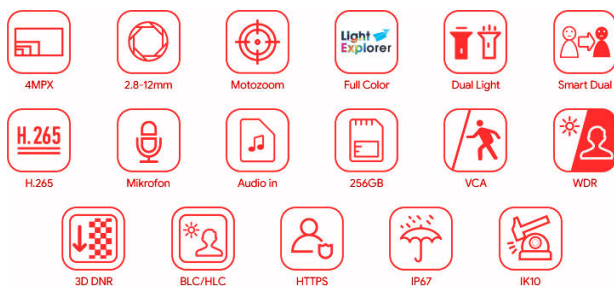 Light
Explorer
4MPX
2.8-12mm
Motozoom
Full Color
Dual Light
Smart Dual
H.265
H.265
Mikrofon
Audio in
256GB
VCA
WDR
3D DNR
BLC/HLC
HTTPS
IP67
IK10